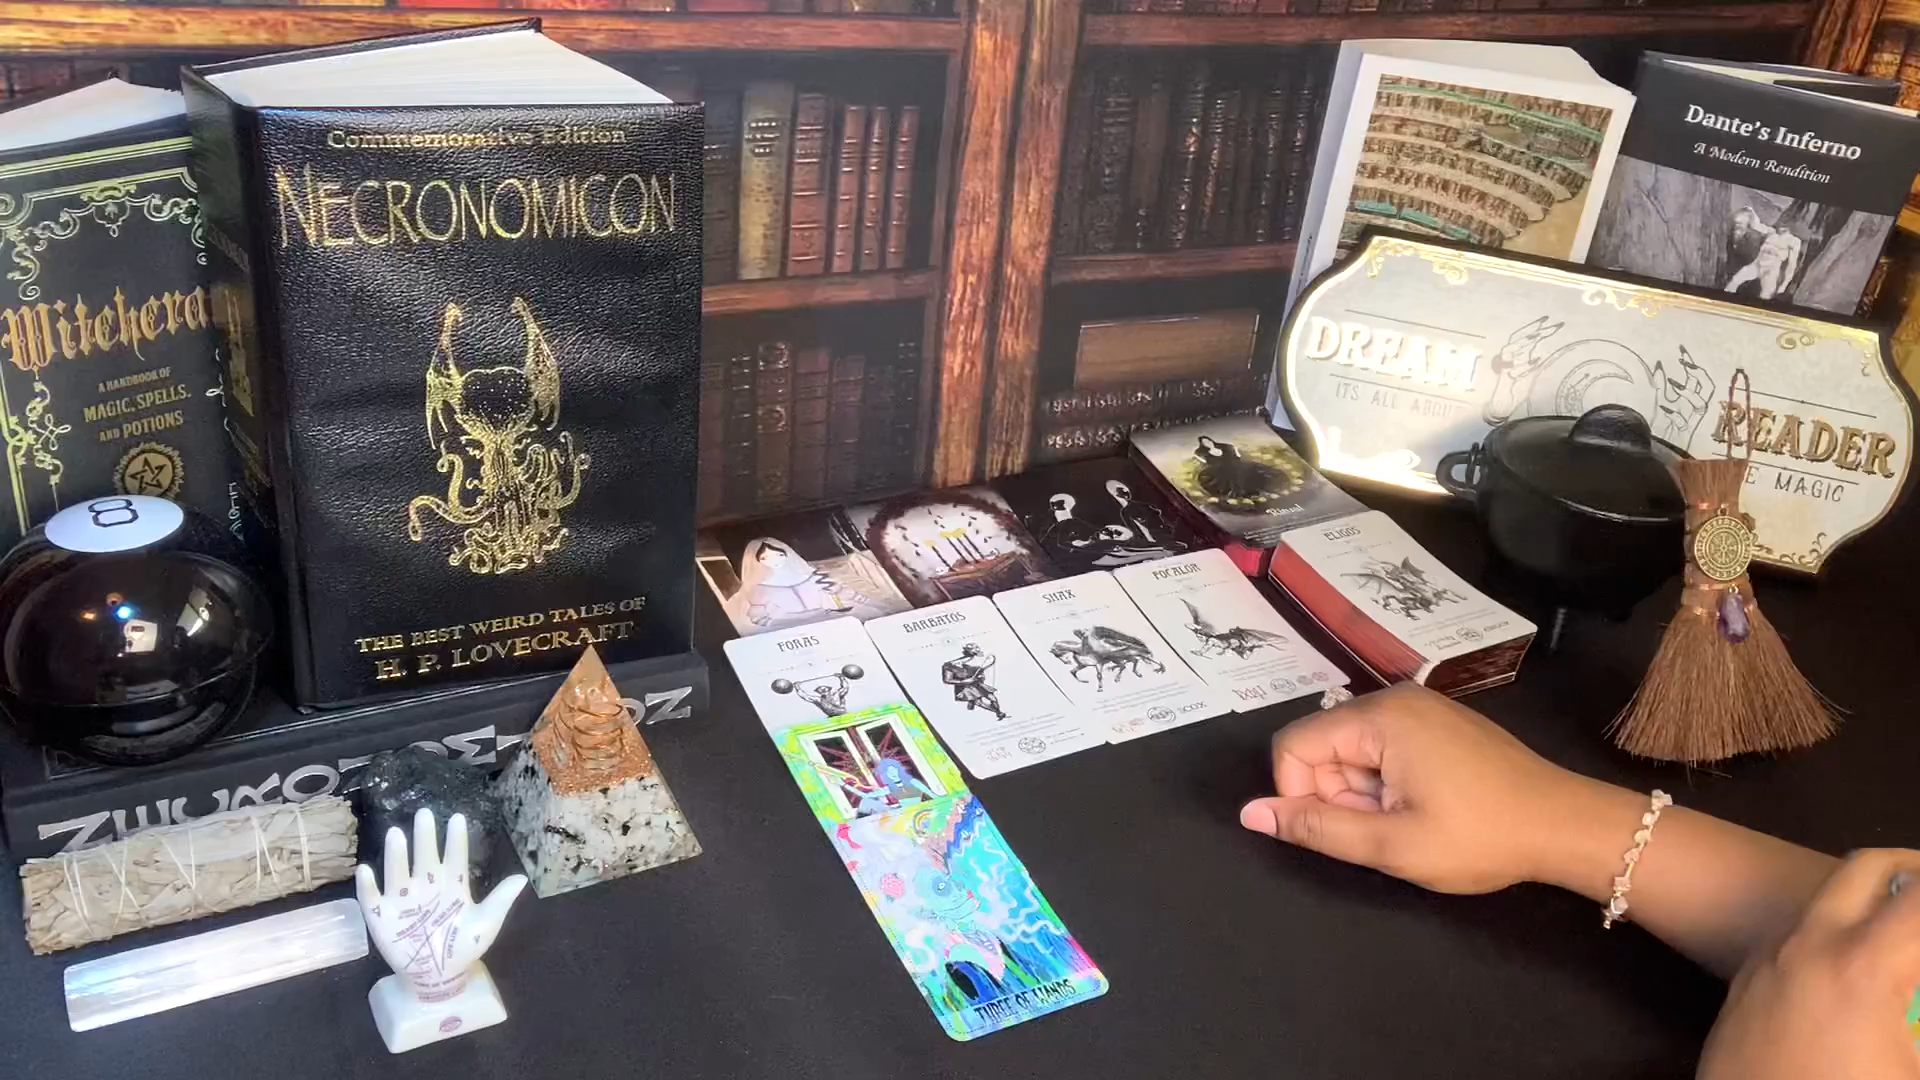 Witchcra
A HANDBOOK OF
MAGIC, SPELLS,
AND POTIONS
8
Commemorative Edition
NECRONOMICON
THE BEST WEIRD TALES OF
H. P. LOVECRAFT
Dante's Inferno
A Modern Rendition
DREAM
ITS ALL ABOUT
READER
E MAGIC
Ritual
ELIGOS
FOCALOR
SHAX
BARBATOS
FORAS
THREE OF WANDS